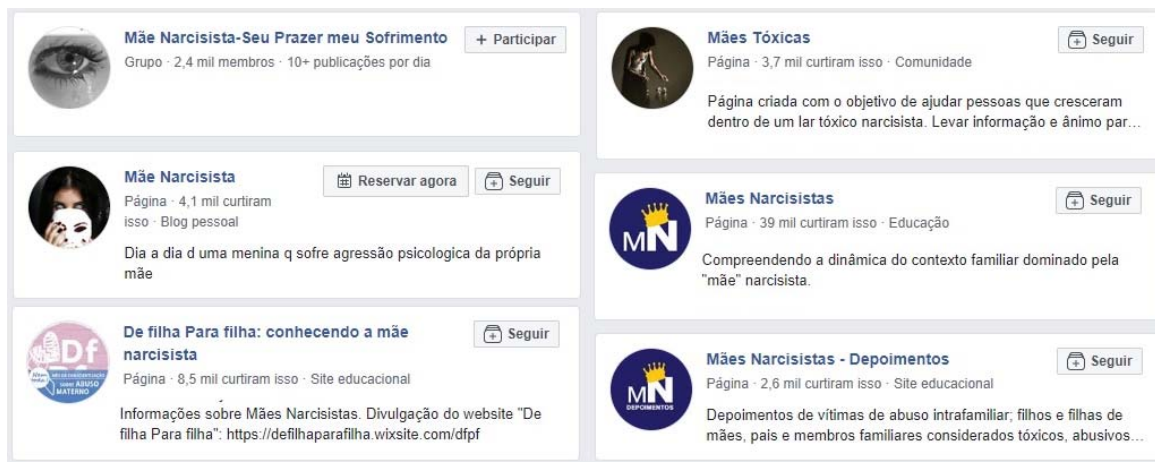 Mãe Narcisista-Seu Prazer meu Sofrimento
+ Participar
Grupo · 2,4 mil membros · 10+ publicações por dia
Mãe Narcisista
Reservar agora
Seguir
Página · 4,1 mil curtiram
isso · Blog pessoal
Dia a dia d uma menina q sofre agressão psicologica da própria
mãe
De filha Para filha: conhecendo a mãe
narcisista
Seguir
Página · 8,5 mil curtiram isso · Site educacional
Informações sobre Mães Narcisistas. Divulgação do website "De
filha Para filha": https://defilhaparafilha.wixsite.com/dfpf
Df
ABUSO
MATERNO
Mães Tóxicas
Seguir
Página · 3,7 mil curtiram isso · Comunidade
Página criada com o objetivo de ajudar pessoas que cresceram
dentro de um lar tóxico narcisista. Levar informação e ânimo par...
MN
Mães Narcisistas
Seguir
Página · 39 mil curtiram isso · Educação
Compreendendo a dinâmica do contexto familiar dominado pela
"mãe" narcisista.
MN
DEPOIMENTOS
Mães Narcisistas - Depoimentos
Seguir
Página · 2,6 mil curtiram isso · Site educacional
Depoimentos de vítimas de abuso intrafamiliar; filhos e filhas de
mães, pais e membros familiares considerados tóxicos, abusivos...